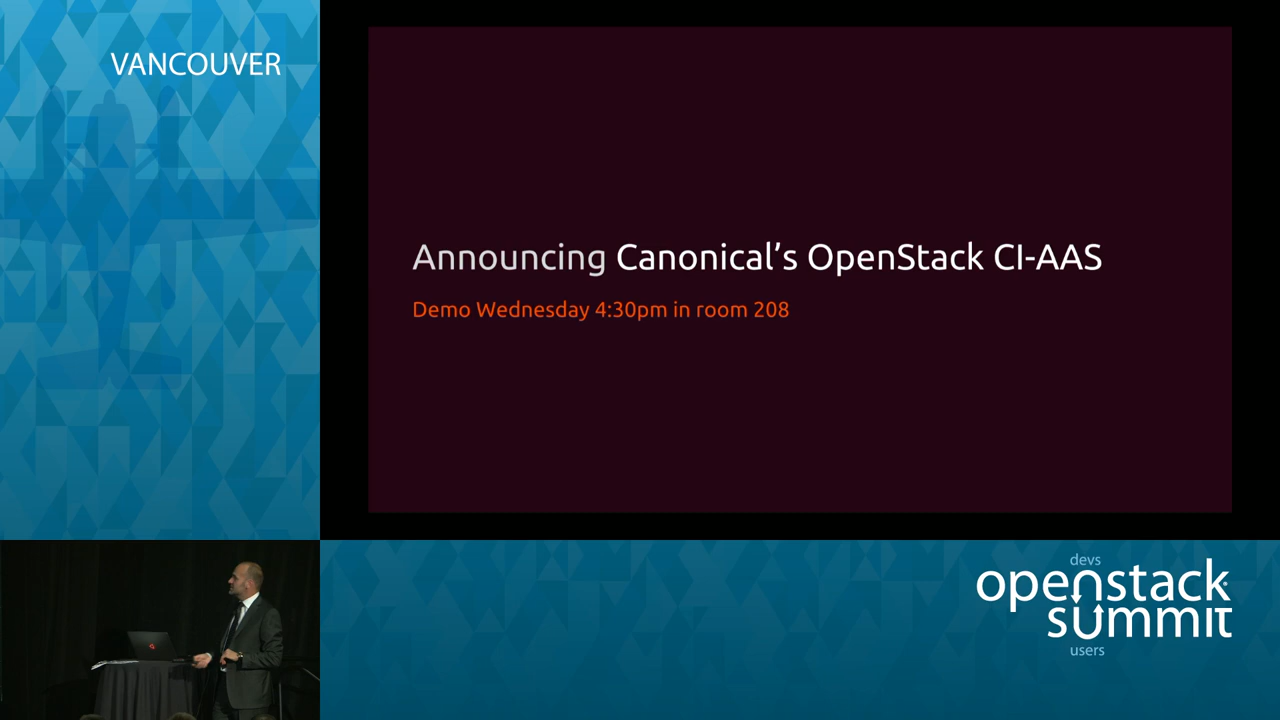 VANCOUVER
Announcing Canonical's OpenStack CI-AAS
Demo Wednesday 4:30pm in room 208
devs
openstack
summit
users